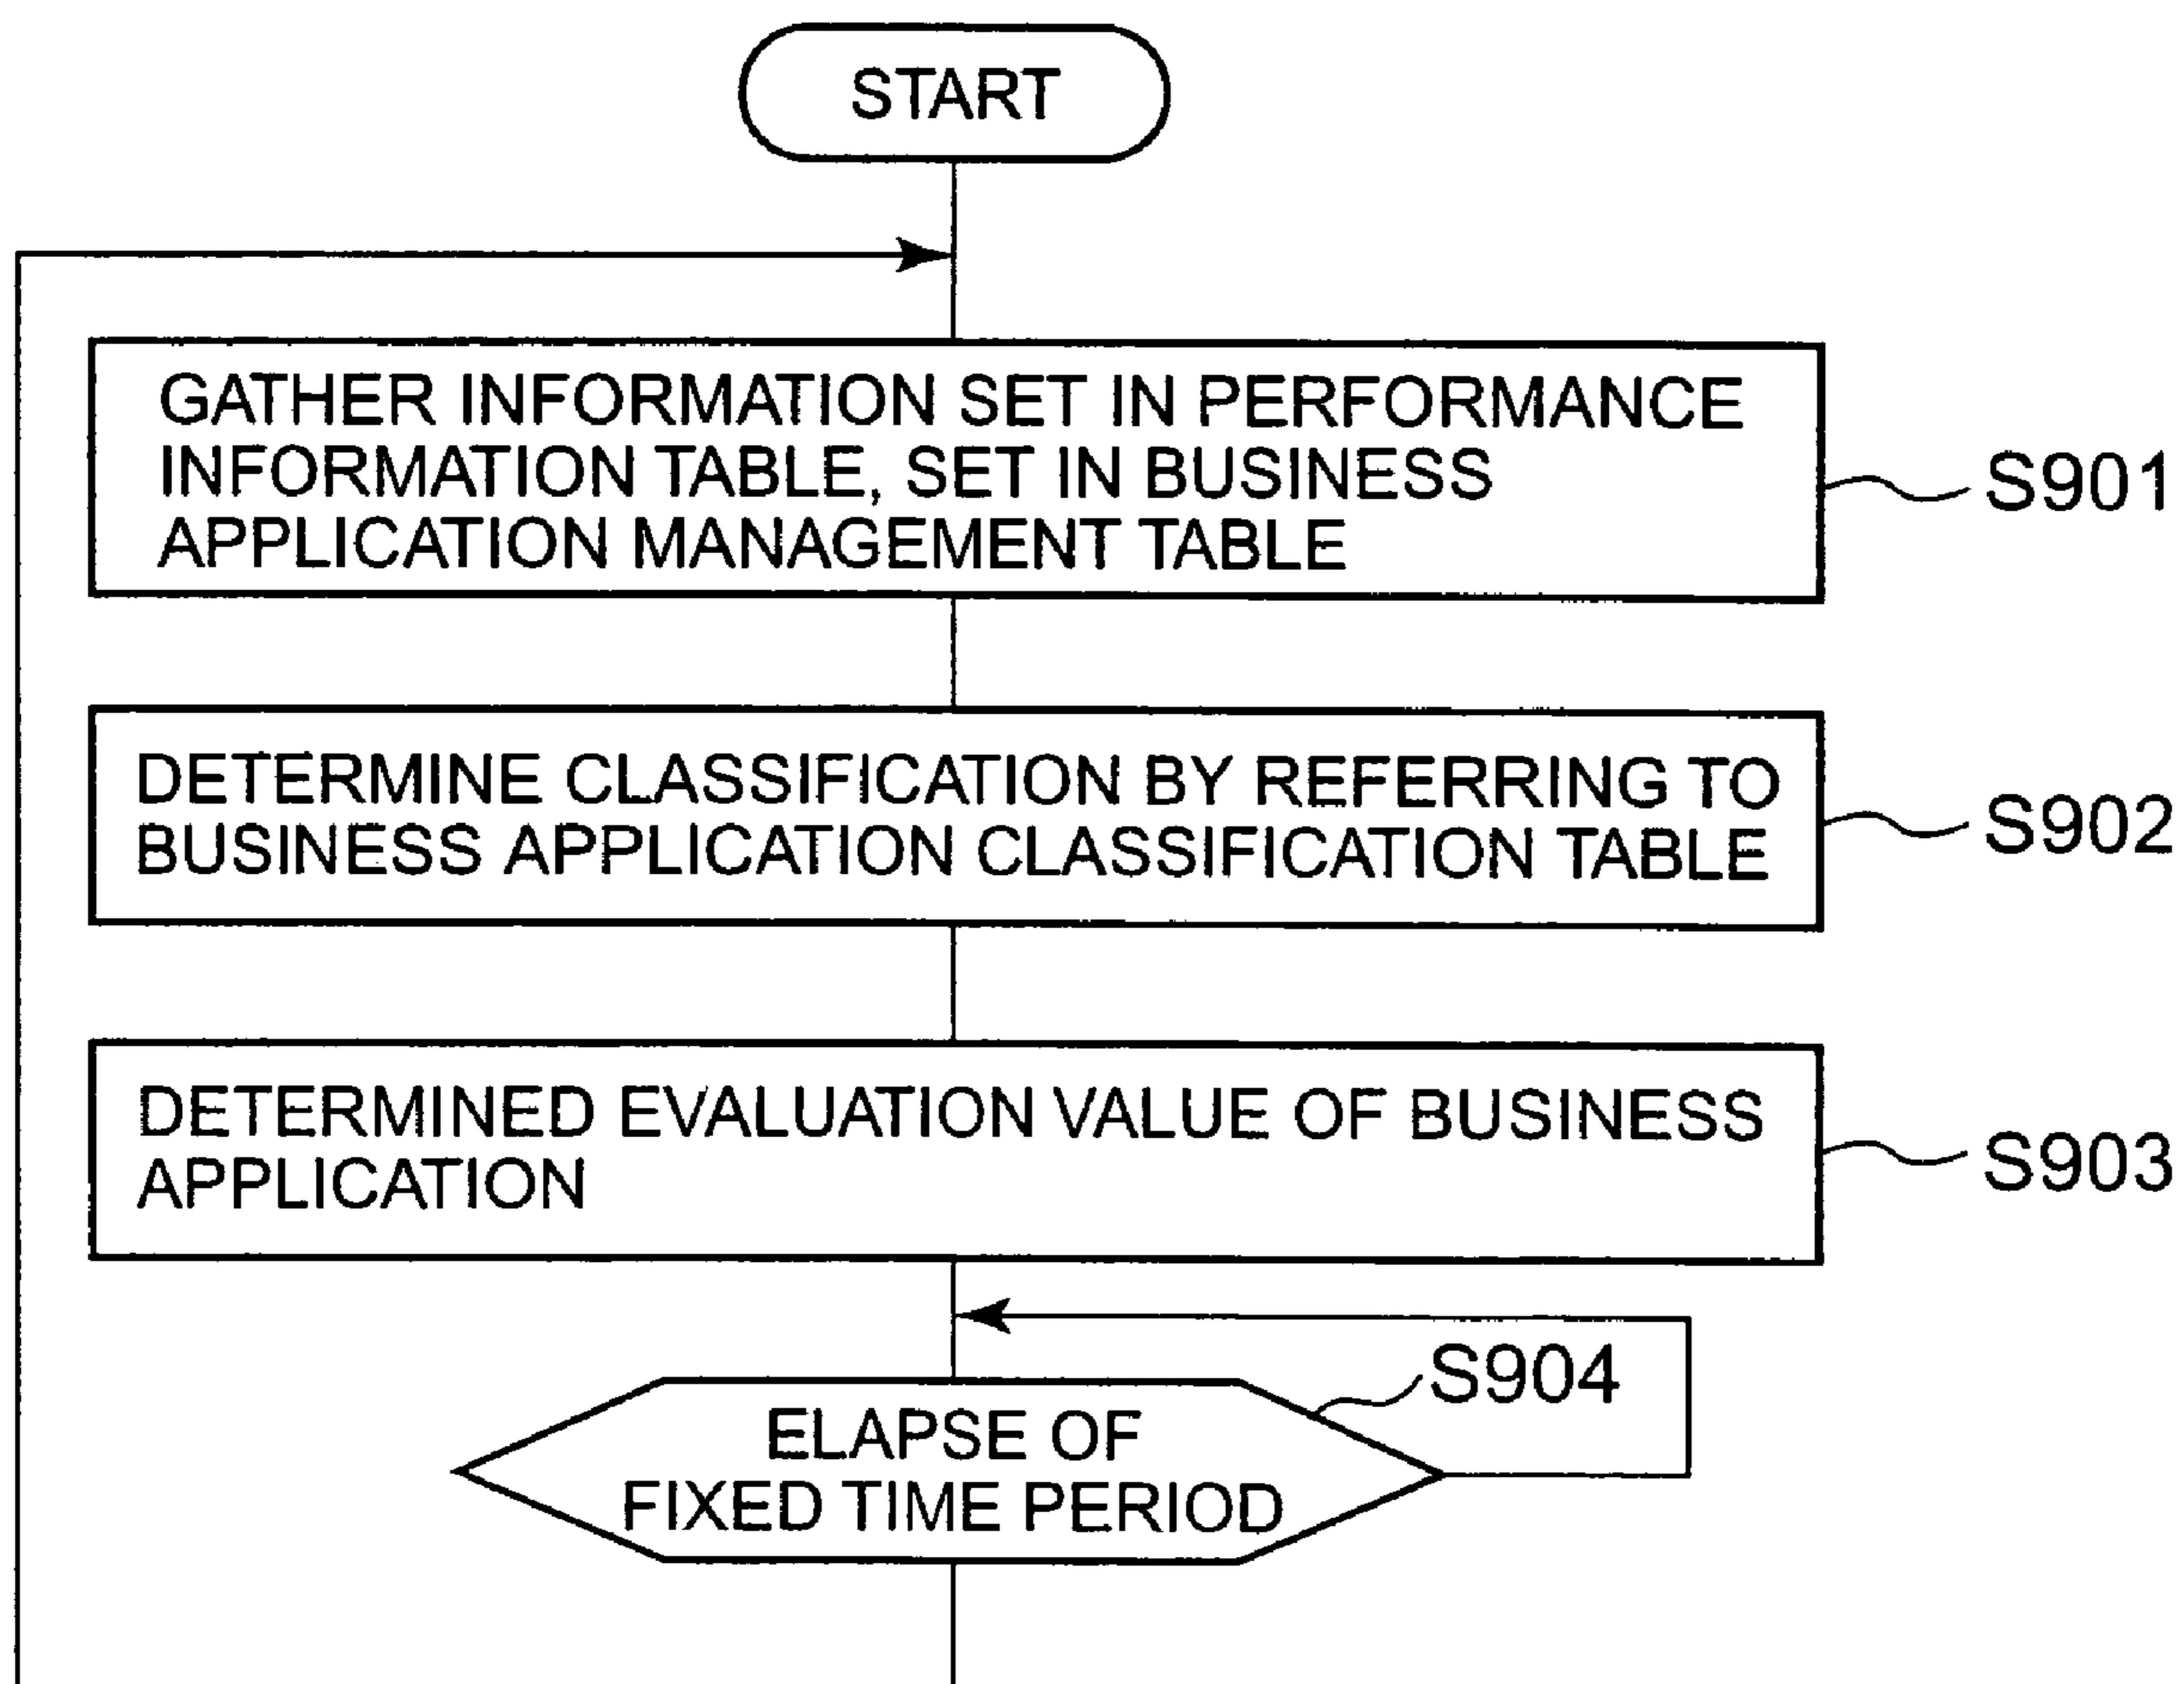 START
GATHER INFORMATION SET IN PERFORMANCE
INFORMATION TABLE, SET IN BUSINESS
APPLICATION MANAGEMENT TABLE
S901
DETERMINE CLASSIFICATION BY REFERRING TO
BUSINESS APPLICATION CLASSIFICATION TABLE
S902
DETERMINED EVALUATION VALUE OF BUSINESS
APPLICATION
S903
S904
ELAPSE OF
FIXED TIME PERIOD